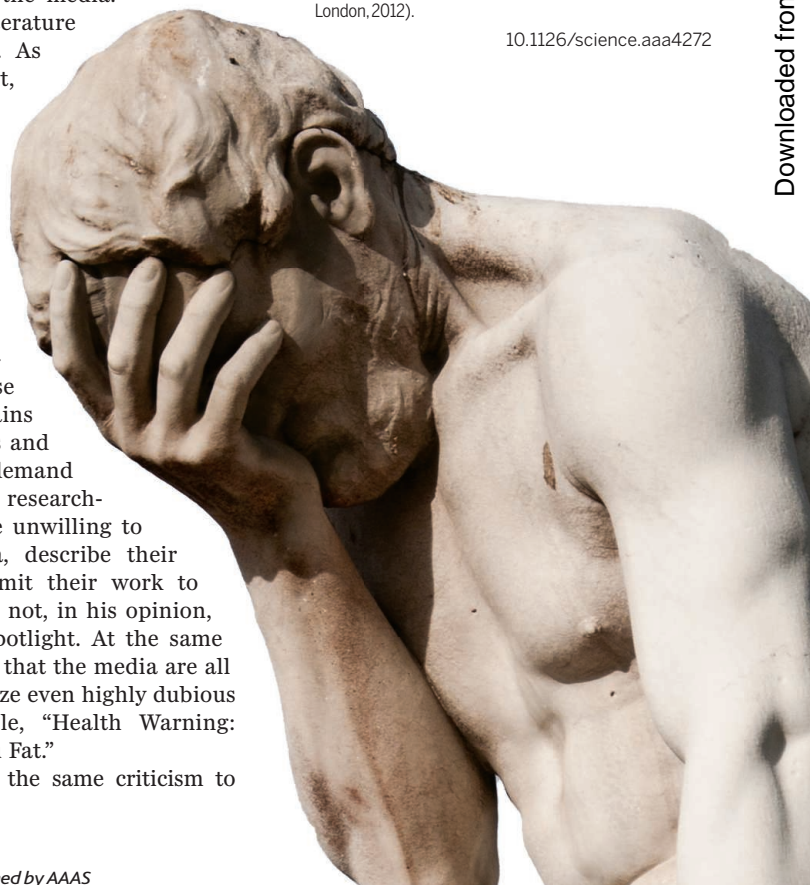 the media.
erature
As
t,
se
ins
and
emand
research-
unwilling to
, describe their
mit their work to
not, in his opinion,
potlight. At the same
that the media are all
ze even highly dubious
le, “Health Warning:
Fat.”
the same criticism to
ed by AAAS
London, 2012).
10.1126/science.aaa4272
Downloaded from